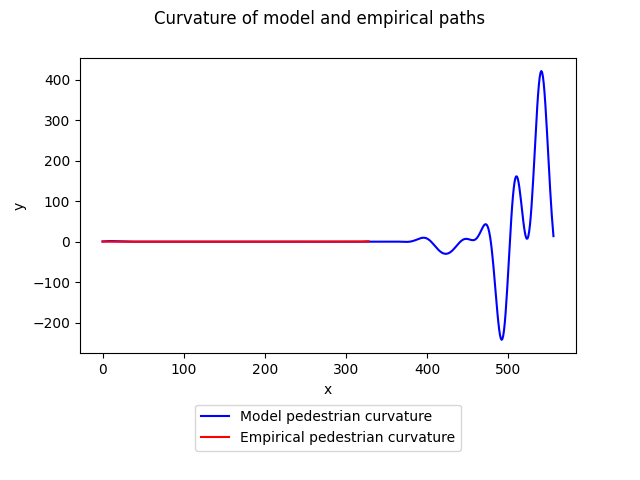 Curvature of model and empirical paths
400
300
200
100
0
−100
−200
y
0 100 200 300 400 500
x
Model pedestrian curvature
Empirical pedestrian curvature